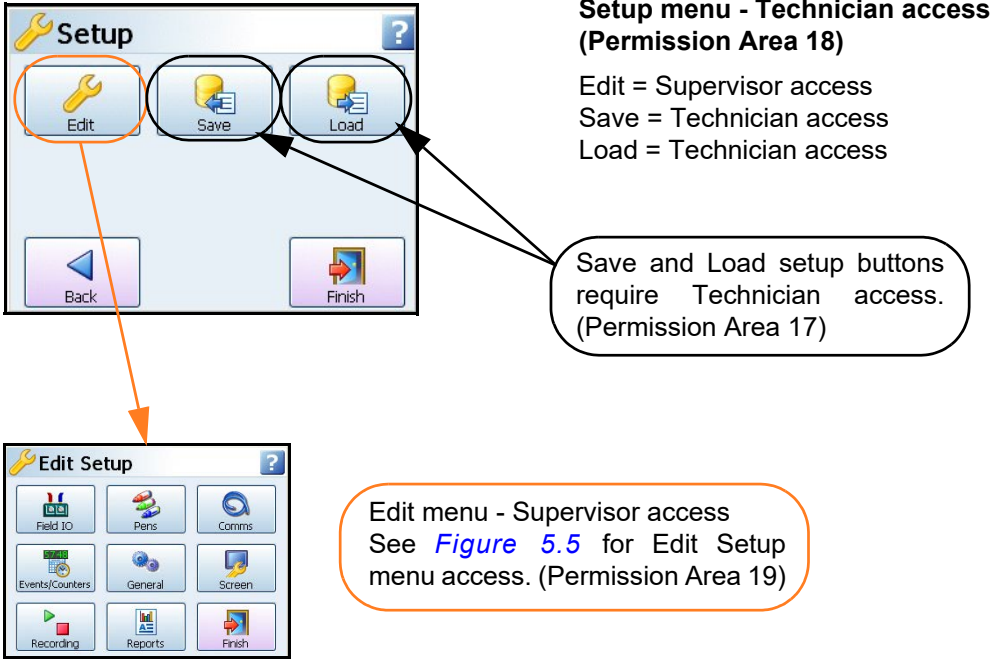 Setup
?
Edit
Save
Load
Back
Finish
Setup menu - Technician access
(Permission Area 18)
Edit = Supervisor access
Save = Technician access
Load = Technician access
Save and Load setup buttons
require Technician access.
(Permission Area 17)
Edit Setup
?
Field IO
Pens
Comms
Events/Counters
General
Screen
Recording
Reports
Finish
Edit menu - Supervisor access
See Figure 5.5 for Edit Setup
menu access. (Permission Area 19)